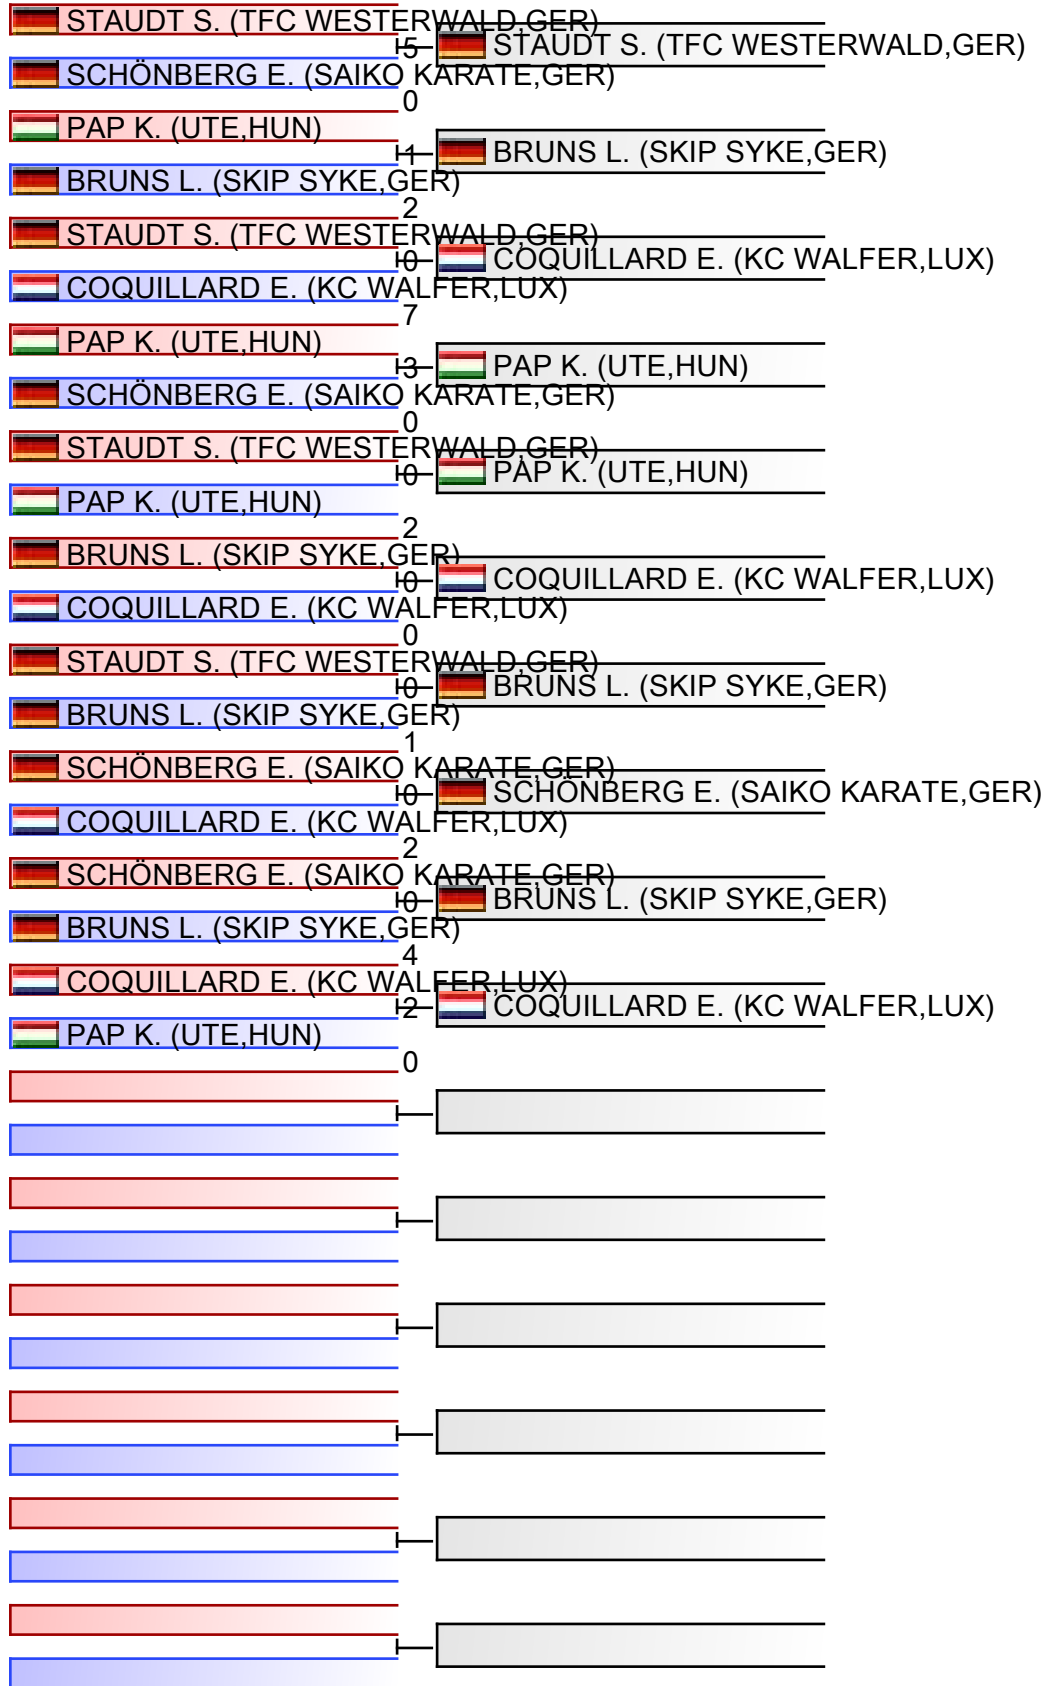 STAUDT S. (TFC WESTERWALD,GER)
5
STAUDT S. (TFC WESTERWALD,GER)
SCHÖNBERG E. (SAIKO KARATE,GER)
0
PAP K. (UTE,HUN)
1
BRUNS L. (SKIP SYKE,GER)
BRUNS L. (SKIP SYKE,GER)
2
STAUDT S. (TFC WESTERWALD,GER)
0
COQUILLARD E. (KC WALFER,LUX)
COQUILLARD E. (KC WALFER,LUX)
7
PAP K. (UTE,HUN)
3
PAP K. (UTE,HUN)
SCHÖNBERG E. (SAIKO KARATE,GER)
0
STAUDT S. (TFC WESTERWALD,GER)
0
PAP K. (UTE,HUN)
PAP K. (UTE,HUN)
2
BRUNS L. (SKIP SYKE,GER)
0
COQUILLARD E. (KC WALFER,LUX)
COQUILLARD E. (KC WALFER,LUX)
0
STAUDT S. (TFC WESTERWALD,GER)
0
BRUNS L. (SKIP SYKE,GER)
BRUNS L. (SKIP SYKE,GER)
1
SCHÖNBERG E. (SAIKO KARATE,GER)
0
SCHÖNBERG E. (SAIKO KARATE,GER)
COQUILLARD E. (KC WALFER,LUX)
2
SCHÖNBERG E. (SAIKO KARATE,GER)
0
BRUNS L. (SKIP SYKE,GER)
BRUNS L. (SKIP SYKE,GER)
4
COQUILLARD E. (KC WALFER,LUX)
2
COQUILLARD E. (KC WALFER,LUX)
PAP K. (UTE,HUN)
0